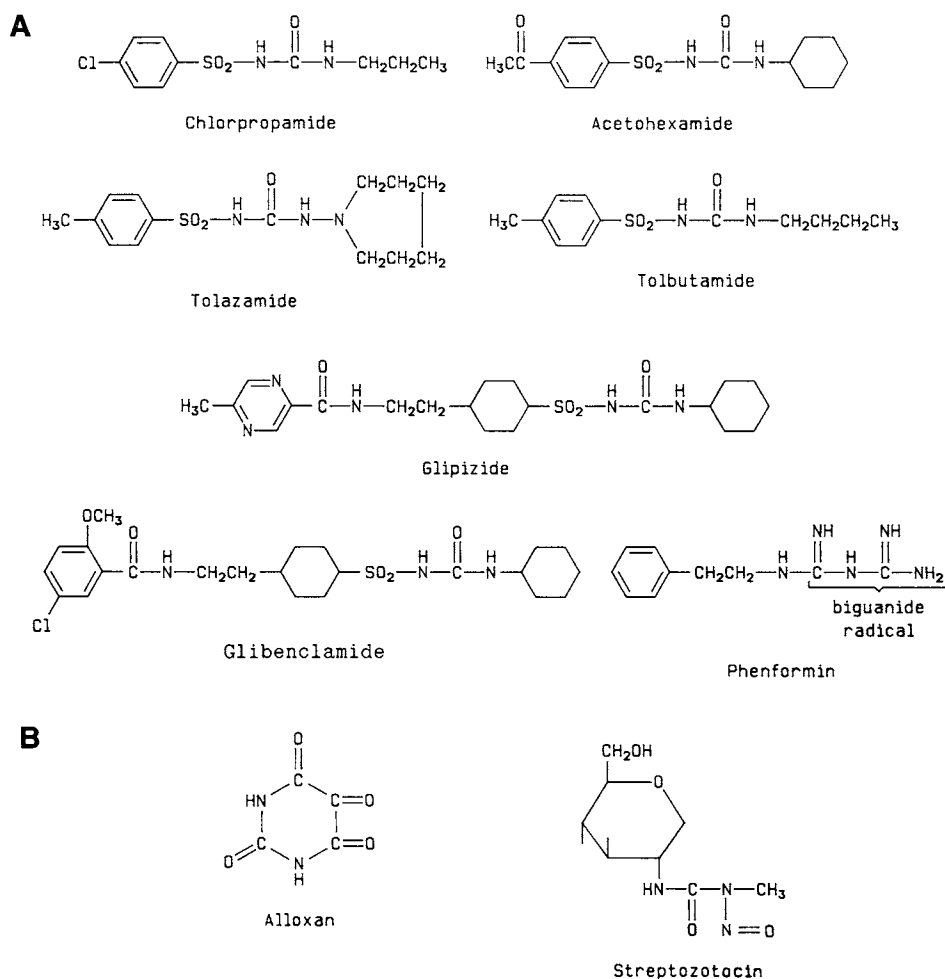 A
Cl SO₂ N H C O N H CH₂CH₂CH₃
Chlorpropamide
H₃C C O SO₂ N H C O N H
Acetohexamide
H₃C SO₂ N H C O N H N CH₂CH₂CH₂ CH₂CH₂CH₂
Tolazamide
H₃C SO₂ N H C O N H CH₂CH₂CH₂CH₃
Tolbutamide
H₃C N N C O N H CH₂CH₂ SO₂ N H C O N H
Glipizide
OCH₃ Cl C O N H CH₂CH₂ SO₂ N H C O N H
Glibenclamide
CH₂CH₂ N H C NH N H C NH NH₂
biguanide
radical
Phenformin
B
O C HN C O C O C O N H
Alloxan
CH₂OH O HN C O N CH₃ N O
Streptozotocin